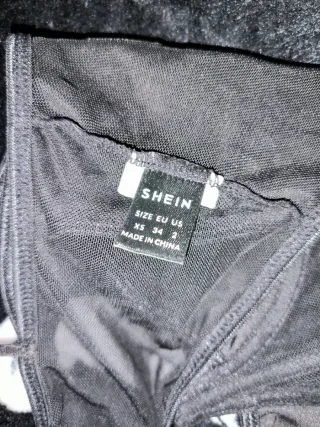 SHEIN
SIZE EU US
XS 34 2
MADE IN CHINA